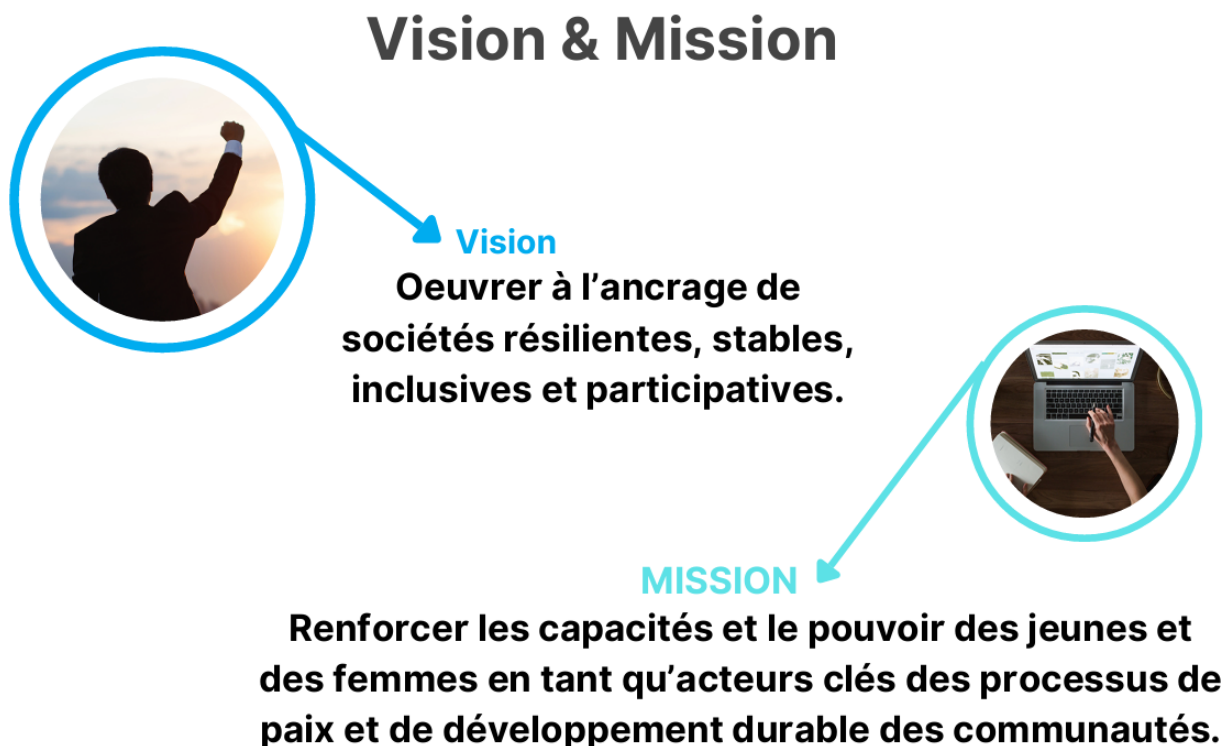 Vision & Mission
Vision
Oeuvrer à l’ancrage de
sociétés résilientes, stables,
inclusives et participatives.
MISSION
Renforcer les capacités et le pouvoir des jeunes et
des femmes en tant qu’acteurs clés des processus de
paix et de développement durable des communautés.